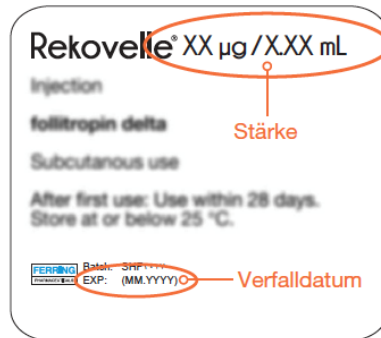 Rekovelle® XX µg/X.XX mL
Injection
Stärke
follitropin delta
Subcutanous use
After first use: Use within 28 days.
Store at or below 25 °C.
FERRING
Batch: SHF
EXP: (MM.YYYY)
Verfalldatum